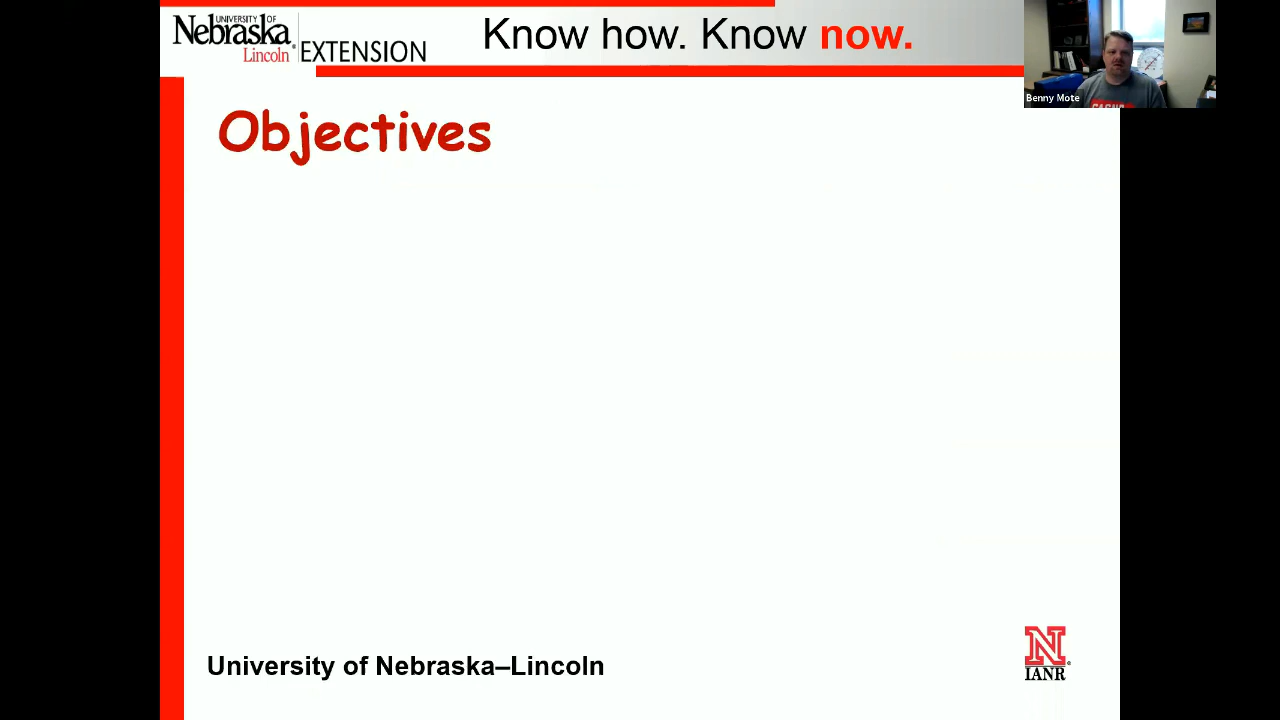 UNIVERSITY OF
Nebraska
Lincoln®
EXTENSION
Know how. Know now.
Benny Mote
Objectives
University of Nebraska–Lincoln
N
IANR